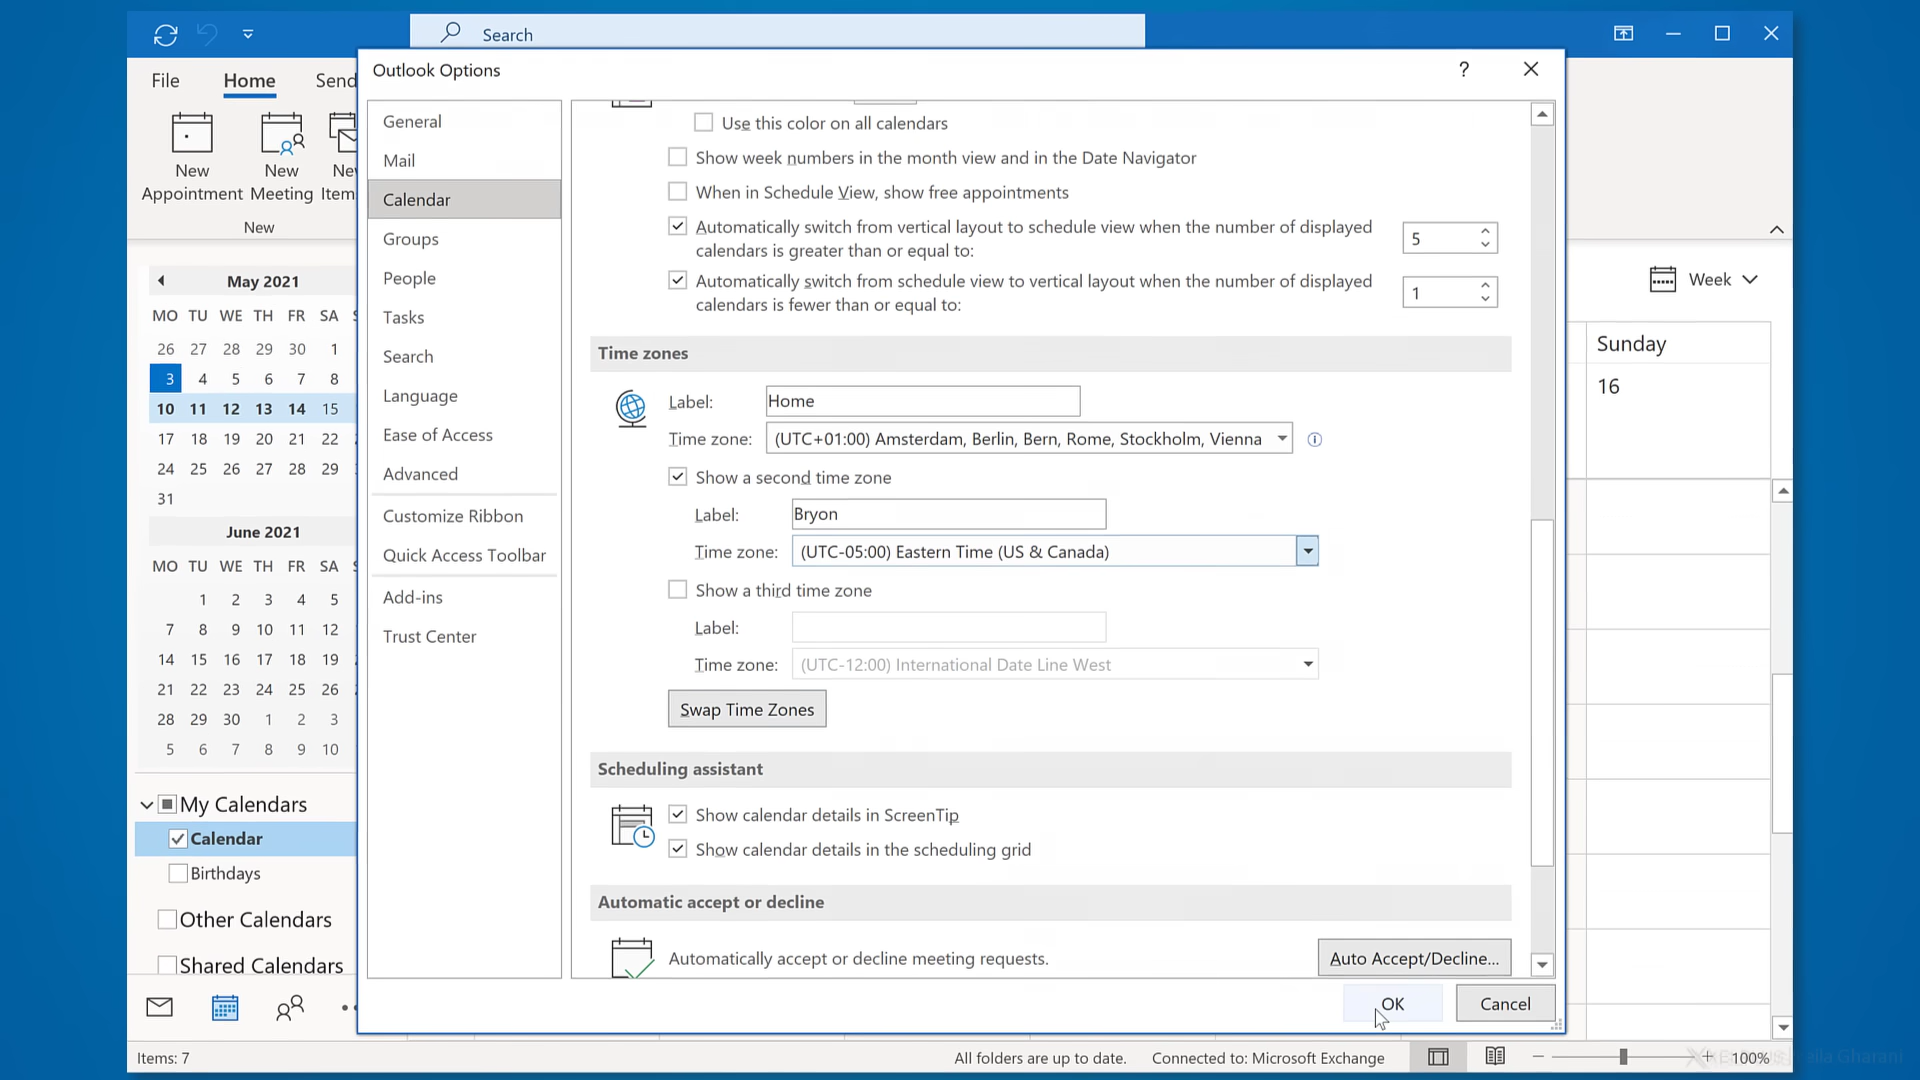 Search
File Home Send
New Appointment
New Meeting
New Items
New
May 2021
MO TU WE TH FR SA
26 27 28 29 30 1
3 4 5 6 7 8
10 11 12 13 14 15
17 18 19 20 21 22
24 25 26 27 28 29
31
June 2021
MO TU WE TH FR SA
1 2 3 4 5
7 8 9 10 11 12
14 15 16 17 18 19
21 22 23 24 25 26
28 29 30 1 2 3
5 6 7 8 9 10
My Calendars
Calendar
Birthdays
Other Calendars
Shared Calendars
Outlook Options
?
General
Mail
Calendar
Groups
People
Tasks
Search
Language
Ease of Access
Advanced
Customize Ribbon
Quick Access Toolbar
Add-ins
Trust Center
Use this color on all calendars
Show week numbers in the month view and in the Date Navigator
When in Schedule View, show free appointments
Automatically switch from vertical layout to schedule view when the number of displayed
calendars is greater than or equal to:
5
Automatically switch from schedule view to vertical layout when the number of displayed
calendars is fewer than or equal to:
1
Time zones
Label: Home
Time zone: (UTC+01:00) Amsterdam, Berlin, Bern, Rome, Stockholm, Vienna
Show a second time zone
Label: Bryon
Time zone: (UTC-05:00) Eastern Time (US & Canada)
Show a third time zone
Label:
Time zone: (UTC-12:00) International Date Line West
Swap Time Zones
Scheduling assistant
Show calendar details in ScreenTip
Show calendar details in the scheduling grid
Automatic accept or decline
Automatically accept or decline meeting requests.
Auto Accept/Decline...
OK Cancel
Week
Sunday
16
Items: 7
All folders are up to date. Connected to: Microsoft Exchange
100%